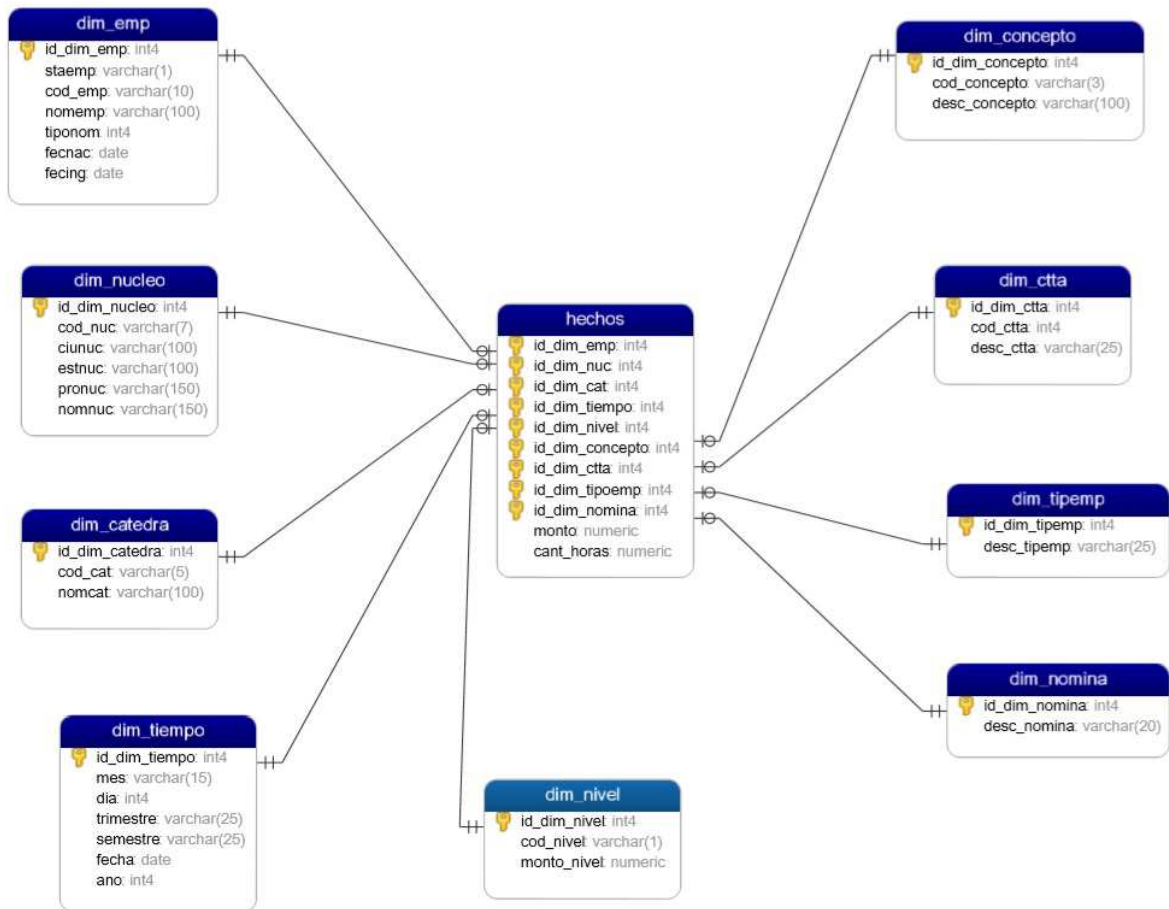 dim_emp
id_dim_emp: int4
staemp: varchar(1)
cod_emp: varchar(10)
nomemp: varchar(100)
tiponom: int4
fecnac: date
fecing: date
dim_nucleo
id_dim_nucleo: int4
cod_nuc: varchar(7)
ciunuc: varchar(100)
estnuc: varchar(100)
pronuc: varchar(150)
nomnuc: varchar(150)
dim_catedra
id_dim_catedra: int4
cod_cat: varchar(5)
nomcat: varchar(100)
dim_tiempo
id_dim_tiempo: int4
mes: varchar(15)
dia: int4
trimestre: varchar(25)
semestre: varchar(25)
fecha: date
ano: int4
hechos
id_dim_emp: int4
id_dim_nuc: int4
id_dim_cat: int4
id_dim_tiempo: int4
id_dim_nivel: int4
id_dim_concepto: int4
id_dim_ctta: int4
id_dim_tipoemp: int4
id_dim_nomina: int4
monto: numeric
cant_horas: numeric
dim_nivel
id_dim_nivel: int4
cod_nivel: varchar(1)
monto_nivel: numeric
dim_concepto
id_dim_concepto: int4
cod_concepto: varchar(3)
desc_concepto: varchar(100)
dim_ctta
id_dim_ctta: int4
cod_ctta: int4
desc_ctta: varchar(25)
dim_tipemp
id_dim_tipemp: int4
desc_tipemp: varchar(25)
dim_nomina
id_dim_nomina: int4
desc_nomina: varchar(20)